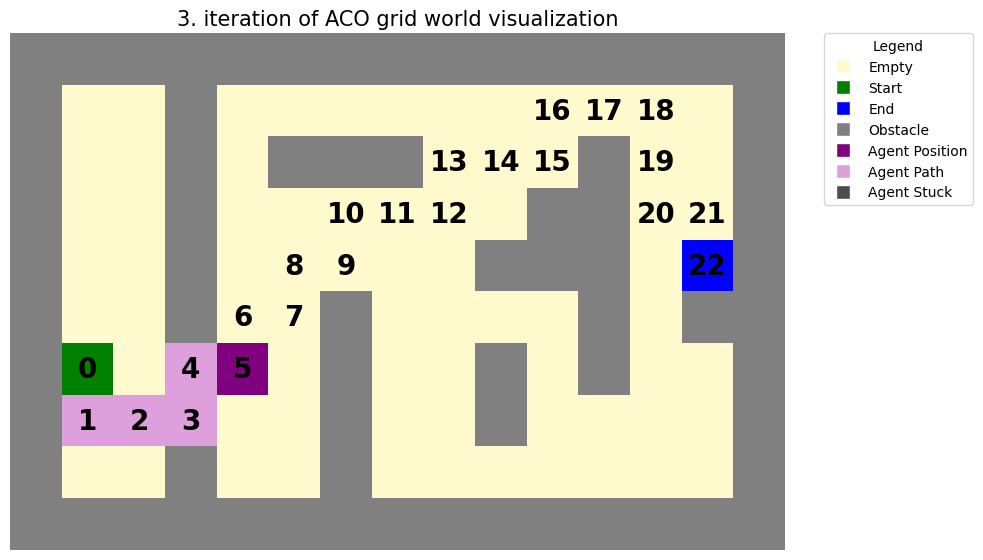 3. iteration of ACO grid world visualization
Legend
Empty
Start
End
Obstacle
Agent Position
Agent Path
Agent Stuck
16 17 18
13 14 15 19
10 11 12 20 21
8 9 22
6 7
0 4 5
1 2 3